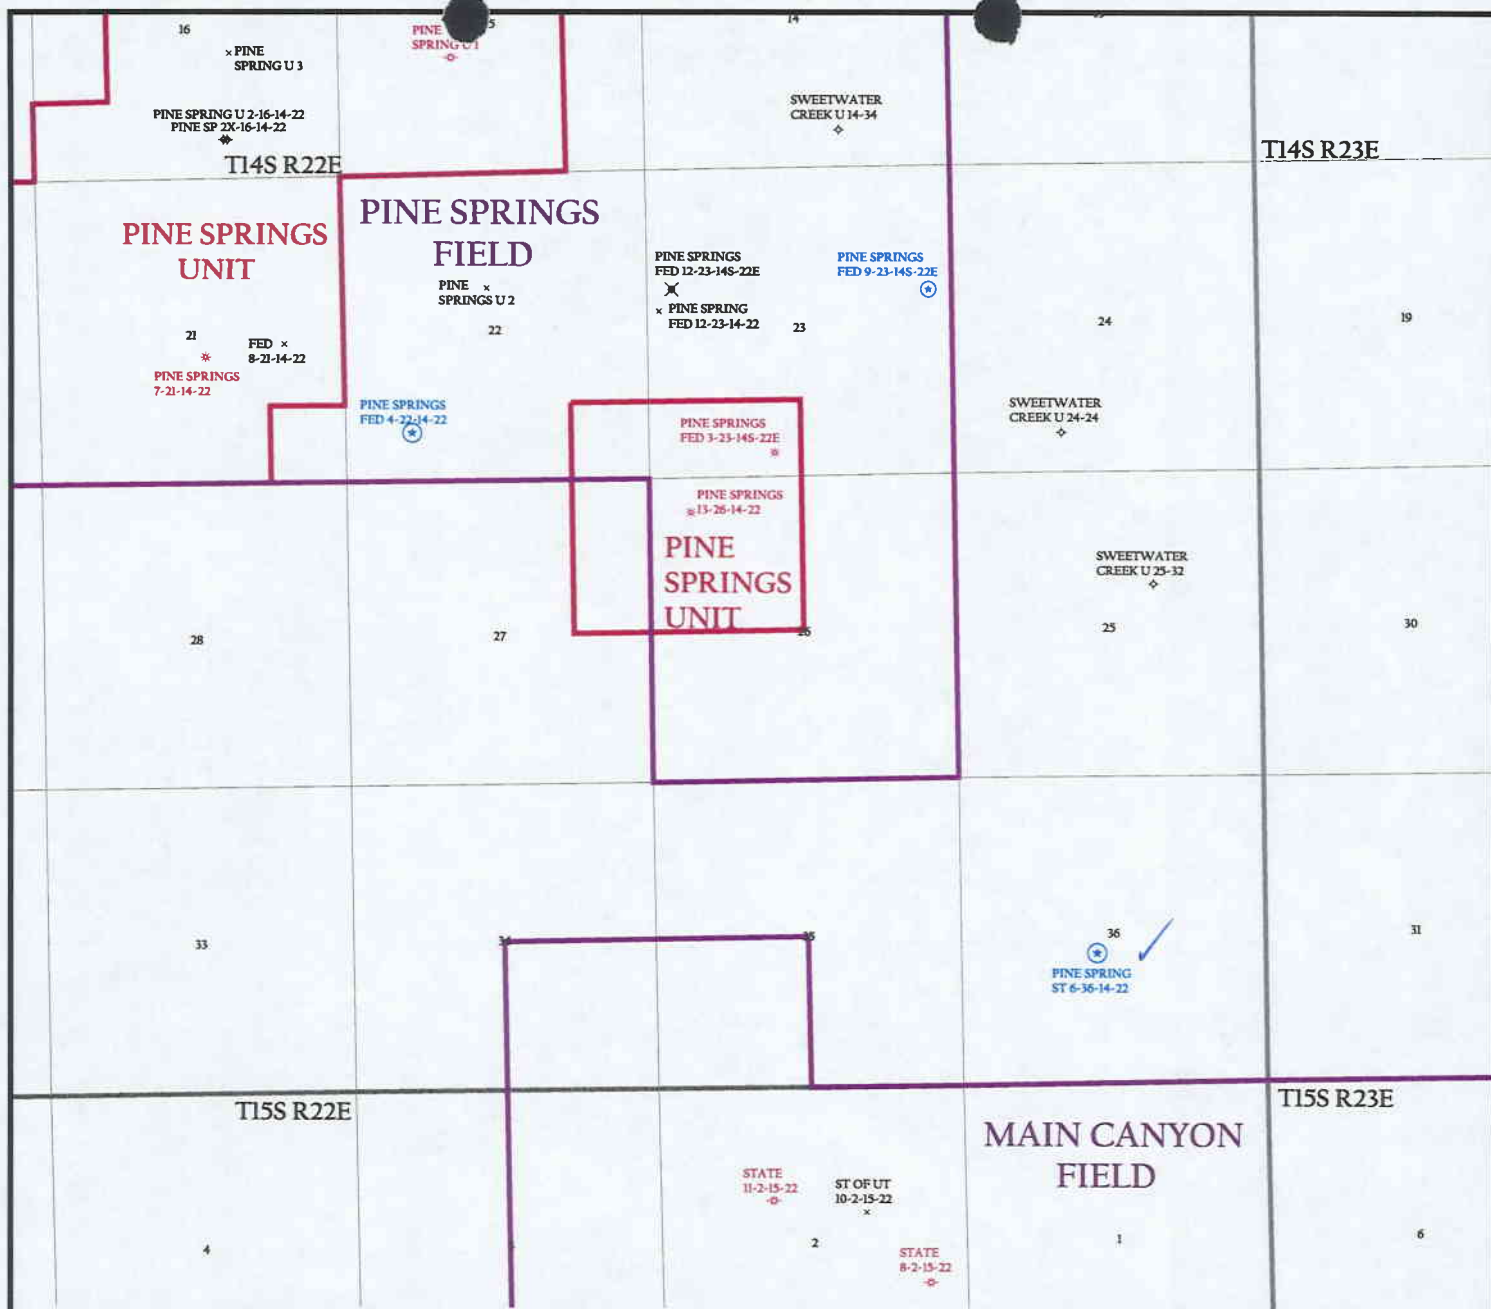 16
14
PINE
SPRING U 3
PINE
SPRING U 1
PINE SPRING U 2-16-14-22
PINE SP 2X-16-14-22
SWEETWATER
CREEK U 14-34
T14S R22E
T14S R23E
PINE SPRINGS
UNIT
PINE SPRINGS
FIELD
PINE
SPRINGS U 2
PINE SPRINGS
FED 12-23-14S-22E
PINE SPRING
FED 12-23-14-22
PINE SPRINGS
FED 9-23-14S-22E
21
22
23
24
19
FED
8-21-14-22
PINE SPRINGS
7-21-14-22
PINE SPRINGS
FED 4-22-14-22
PINE SPRINGS
FED 3-23-14S-22E
SWEETWATER
CREEK U 24-24
PINE SPRINGS
13-26-14-22
PINE
SPRINGS
UNIT
SWEETWATER
CREEK U 25-32
28
27
26
25
30
33
34
35
36
31
PINE SPRING
ST 6-36-14-22
T15S R22E
T15S R23E
MAIN CANYON
FIELD
STATE
11-2-15-22
ST OF UT
10-2-15-22
STATE
8-2-15-22
4
2
1
6